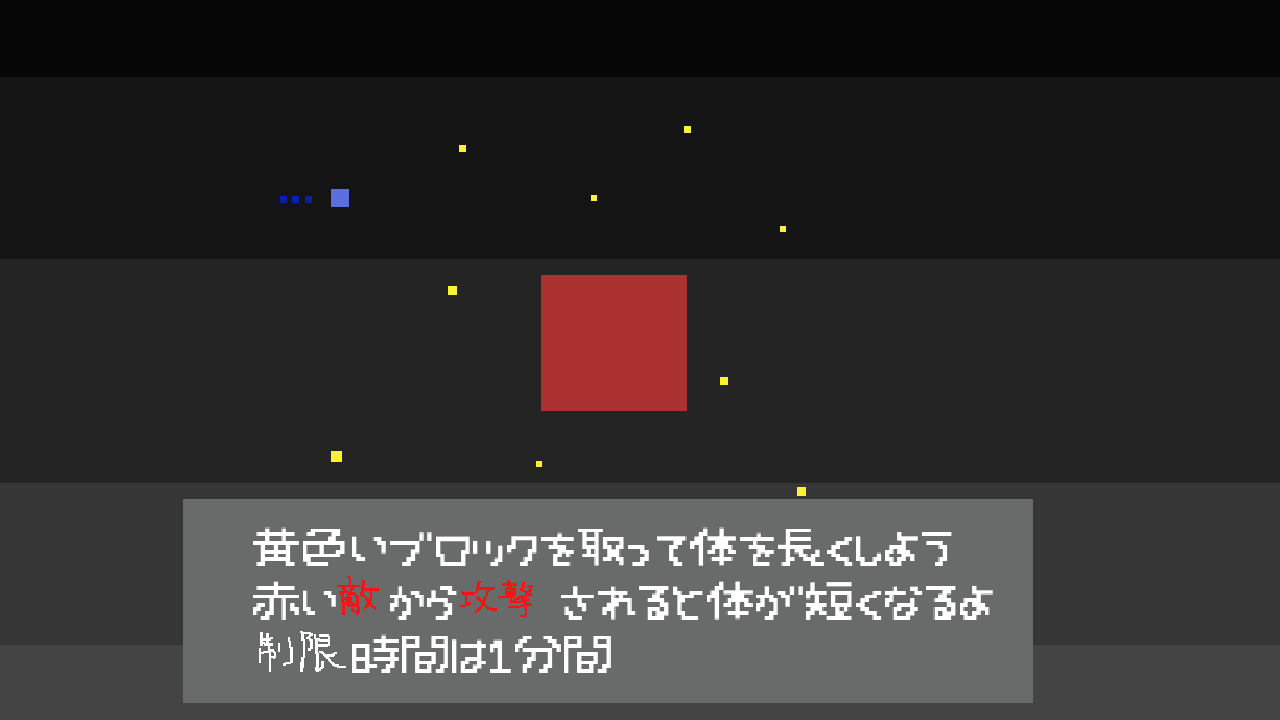 黄色いブロックを取って体を長くしよう
赤い敵から攻撃されると体が短くなるよ
制限時間は1分間